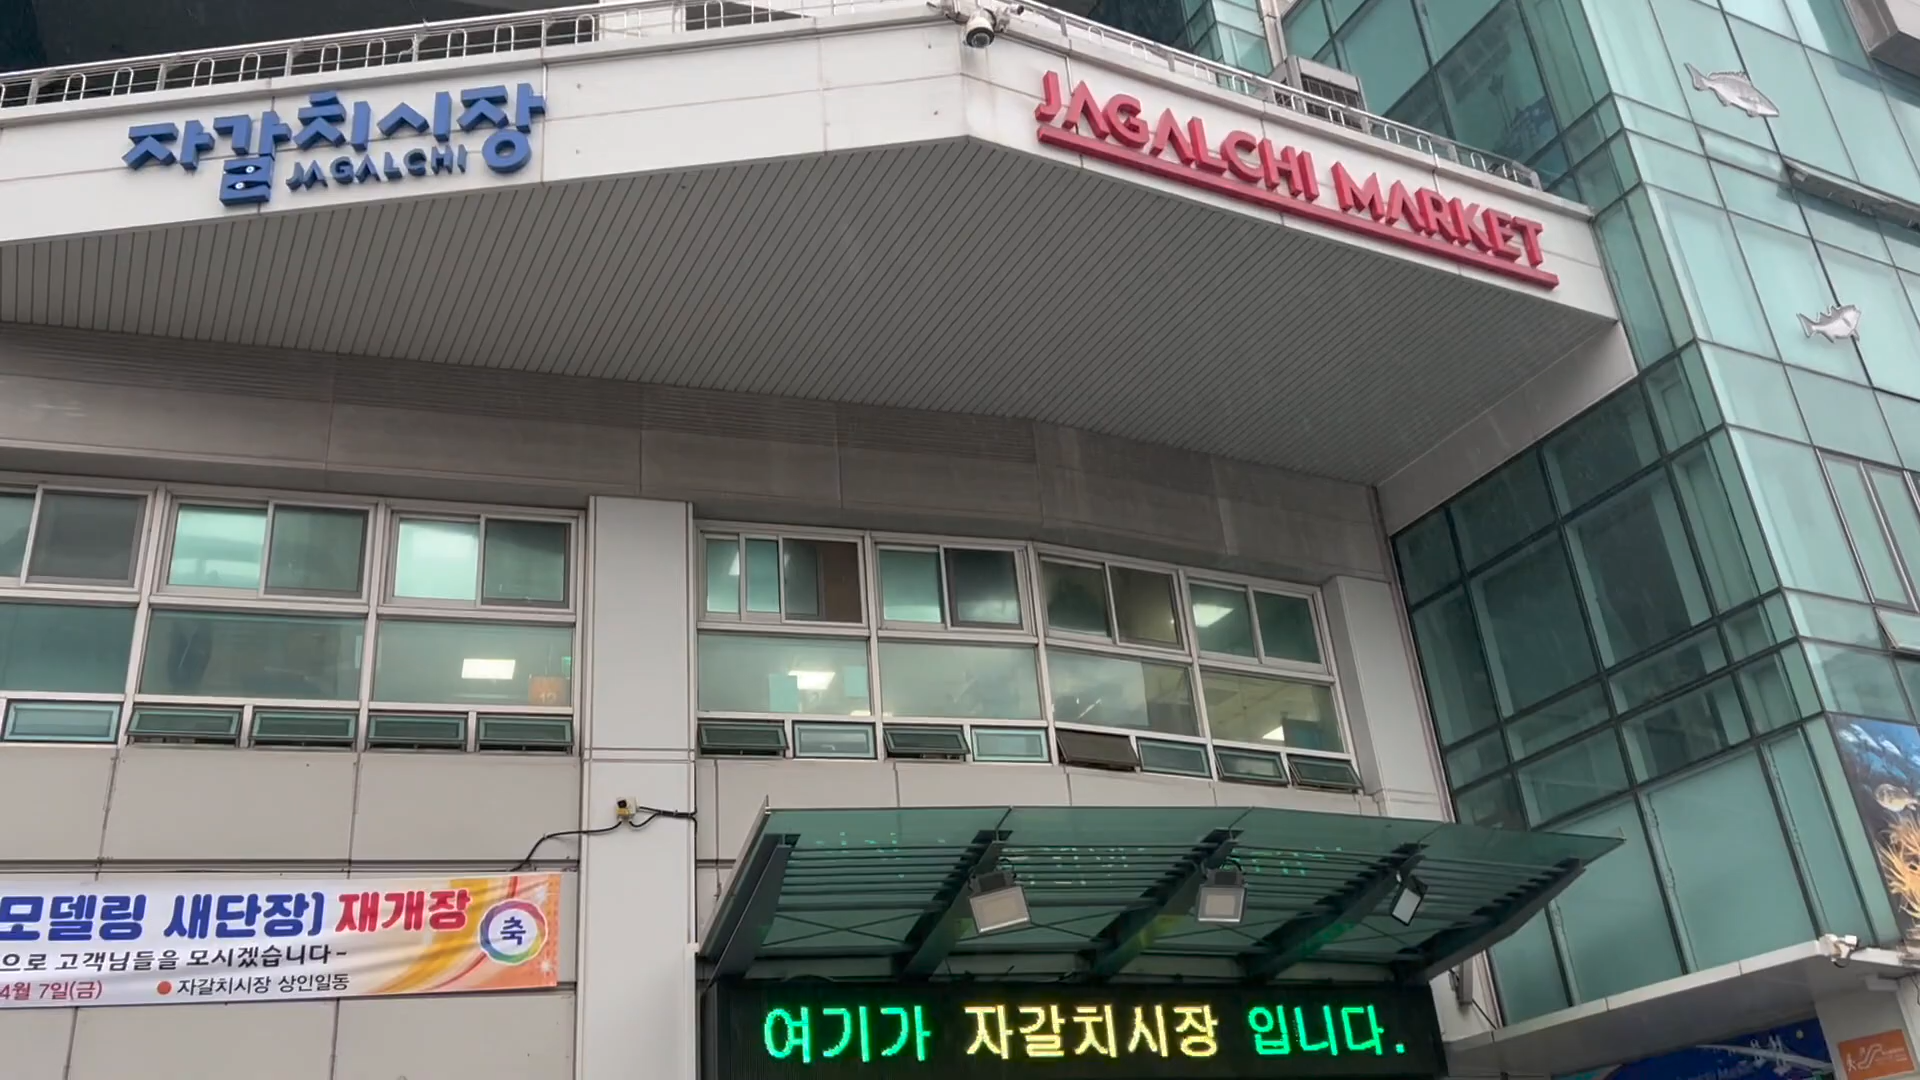 자갈치시장
JAGALCHI
JAGALCHI MARKET
12
모델링 새단장) 재개장
축
으로 고객님들을 모시겠습니다~
4월 7일(금) ● 자갈치시장 상인일동
여기가 자갈치시장 입니다.